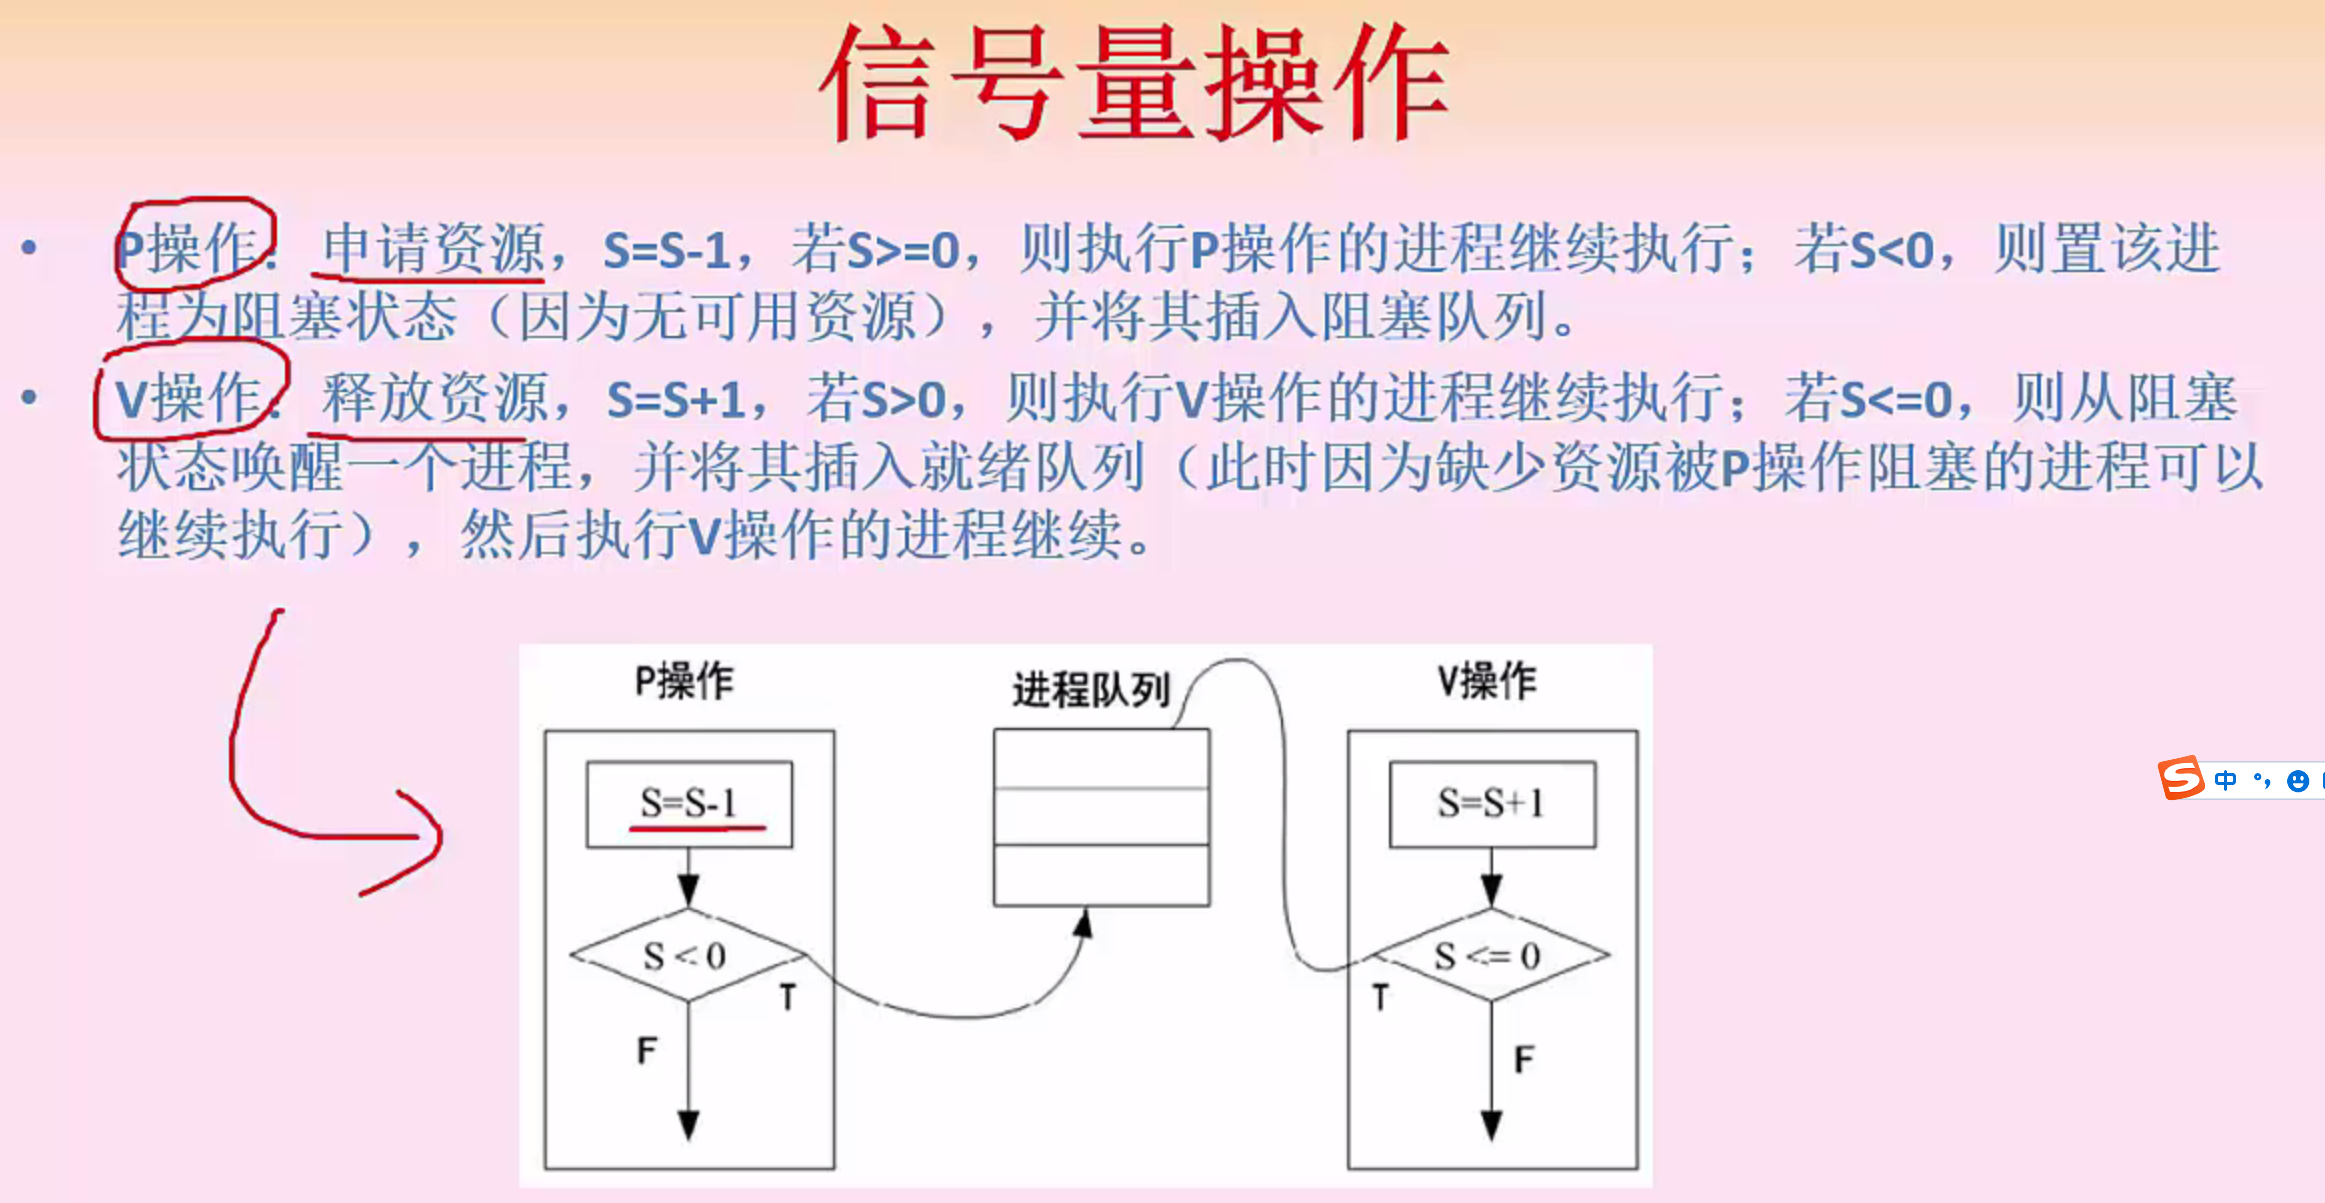 信号量操作
• P操作：申请资源，S=S-1，若S>=0，则执行P操作的进程继续执行；若S<0，则置该进
程为阻塞状态（因为无可用资源），并将其插入阻塞队列。
• V操作：释放资源，S=S+1，若S>0，则执行V操作的进程继续执行；若S<=0，则从阻塞
状态唤醒一个进程，并将其插入就绪队列（此时因为缺少资源被P操作阻塞的进程可以
继续执行），然后执行V操作的进程继续。
P操作
进程队列
V操作
S=S-1
S=S+1
S < 0
S <= 0
T
T
F
F
S 中 °，